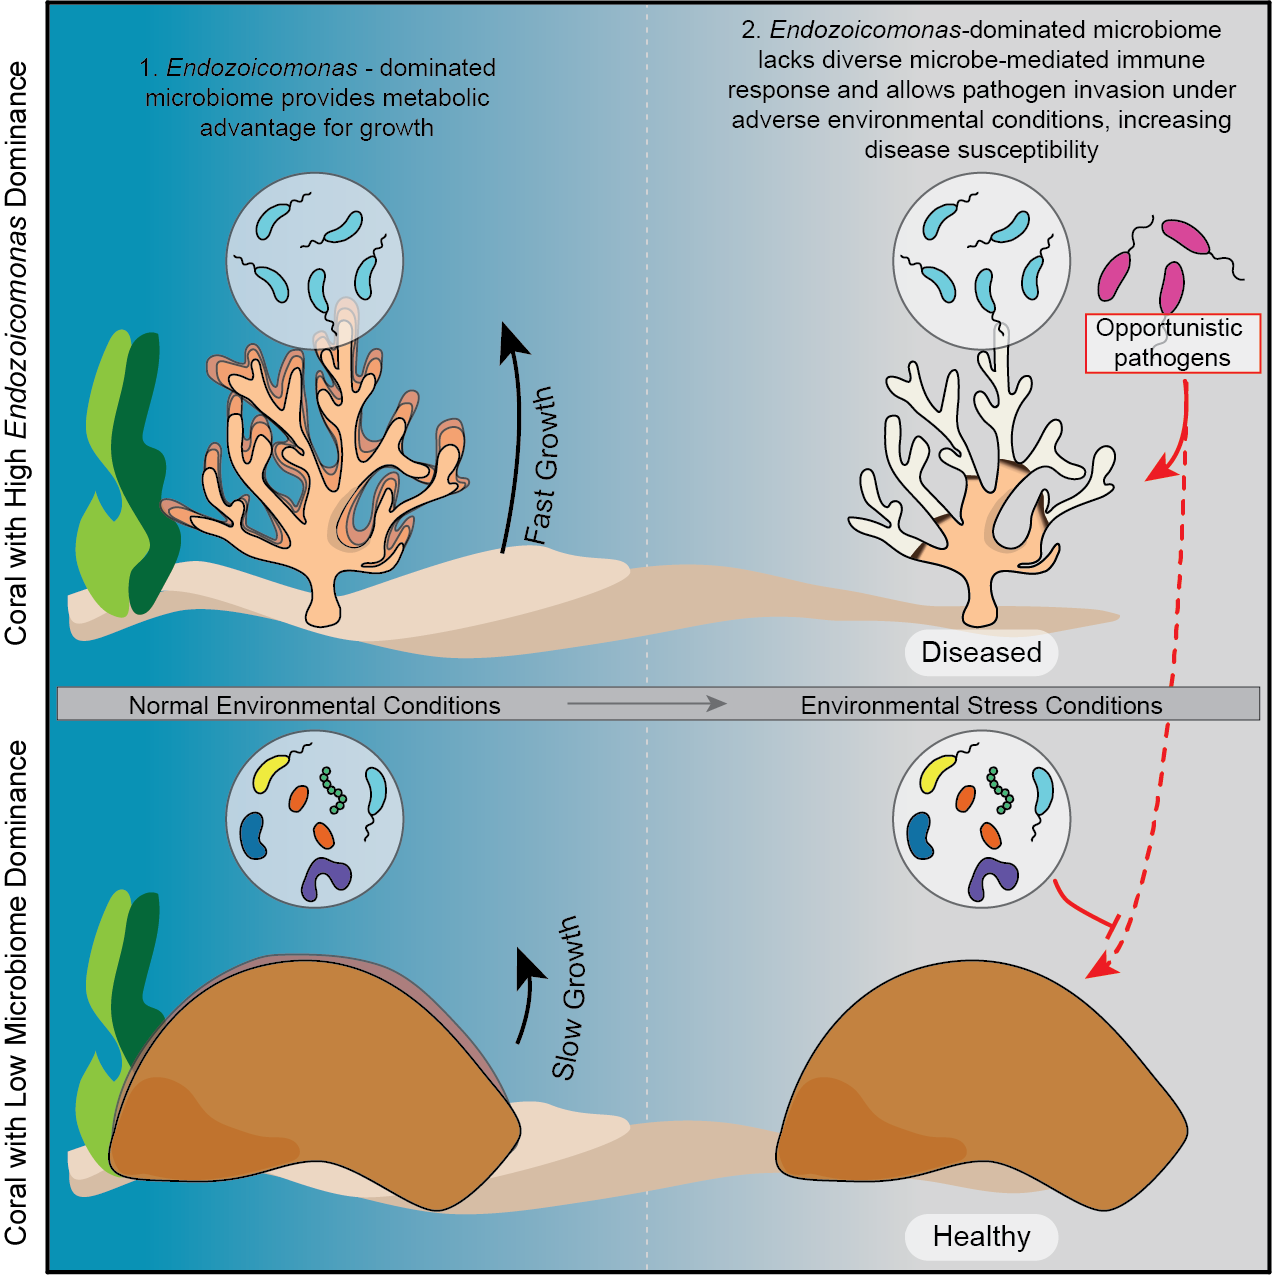 Coral with High Endozoicomonas Dominance
1. Endozoicomonas - dominated
microbiome provides metabolic
advantage for growth
2. Endozoicomonas-dominated microbiome
lacks diverse microbe-mediated immune
response and allows pathogen invasion under
adverse environmental conditions, increasing
disease susceptibility
Opportunistic
pathogens
Fast Growth
Diseased
Normal Environmental Conditions
Environmental Stress Conditions
Coral with Low Microbiome Dominance
Slow Growth
Healthy